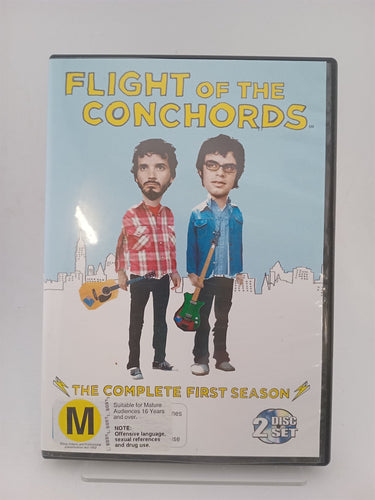 FLIGHT OF THE
CONCHORDS
THE COMPLETE FIRST SEASON
M
Suitable for Mature
Audiences 16 Years
and over.
NOTE:
Offensive language,
sexual references
and drug use.
2 DISC
SET